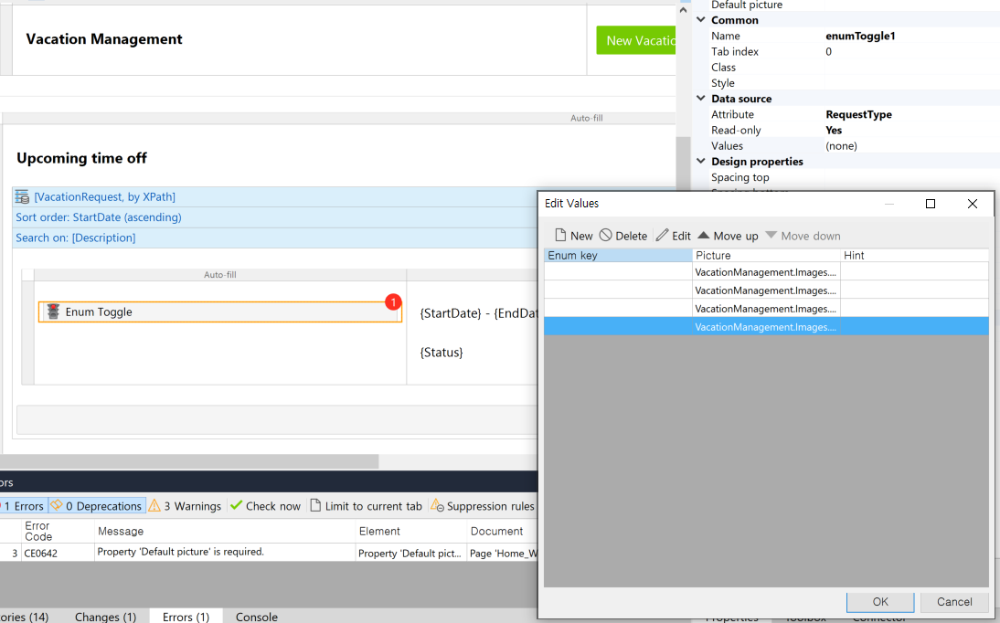 Default picture
Common
Vacation Management
New Vacatio
Name enumToggle1
Tab index 0
Class
Style
Data source
Auto-fill
Attribute RequestType
Read-only Yes
Values (none)
Upcoming time off
Design properties
Spacing top
[VacationRequest, by XPath]
Sort order: StartDate (ascending)
Search on: [Description]
Edit Values
New Delete Edit Move up Move down
Enum key Picture Hint
VacationManagement.Images....
VacationManagement.Images....
VacationManagement.Images....
VacationManagement.Images....
Auto-fill
Enum Toggle
1
{StartDate} - {EndDat
{Status}
ors
1 Errors 0 Deprecations 3 Warnings Check now Limit to current tab Suppression rules
Error Code Message Element Document
3 CE0642 Property 'Default picture' is required. Property 'Default pict... Page 'Home_W
OK Cancel
ories (14) Changes (1) Errors (1) Console
Properties Toolbox Connector